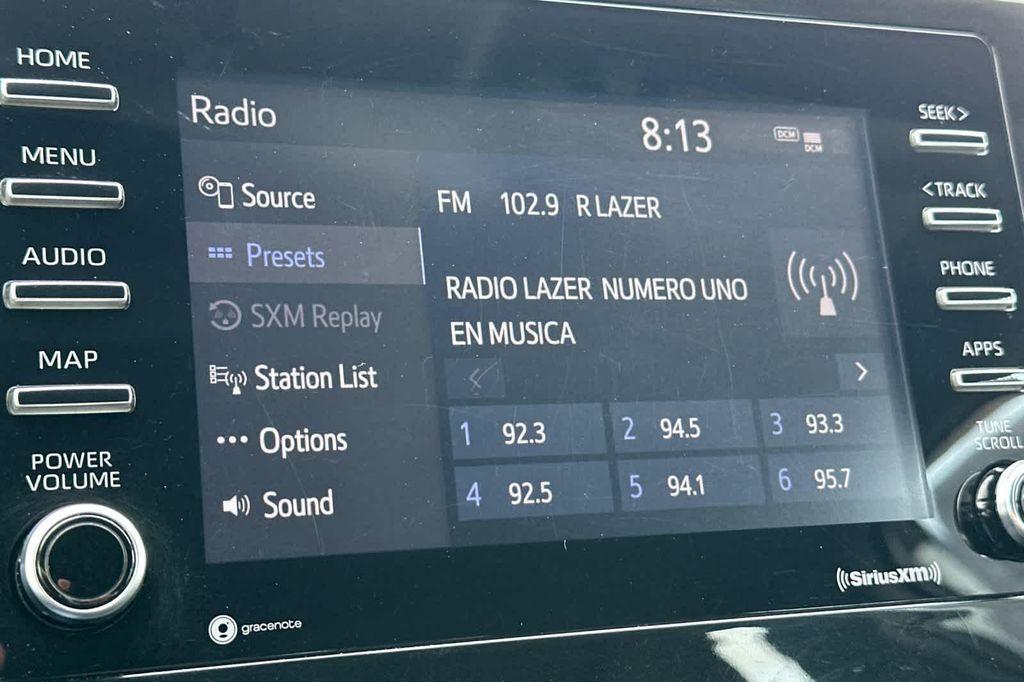 HOME
MENU
AUDIO
MAP
POWER
VOLUME
Radio
8:13
DCM
DCM
Source
Presets
SXM Replay
Station List
Options
Sound
FM 102.9 R LAZER
RADIO LAZER NUMERO UNO
EN MUSICA
1 92.3
2 94.5
3 93.3
4 92.5
5 94.1
6 95.7
SEEK>
<TRACK
PHONE
APPS
TUNE
SCROLL
gracenote
((SiriusXM))